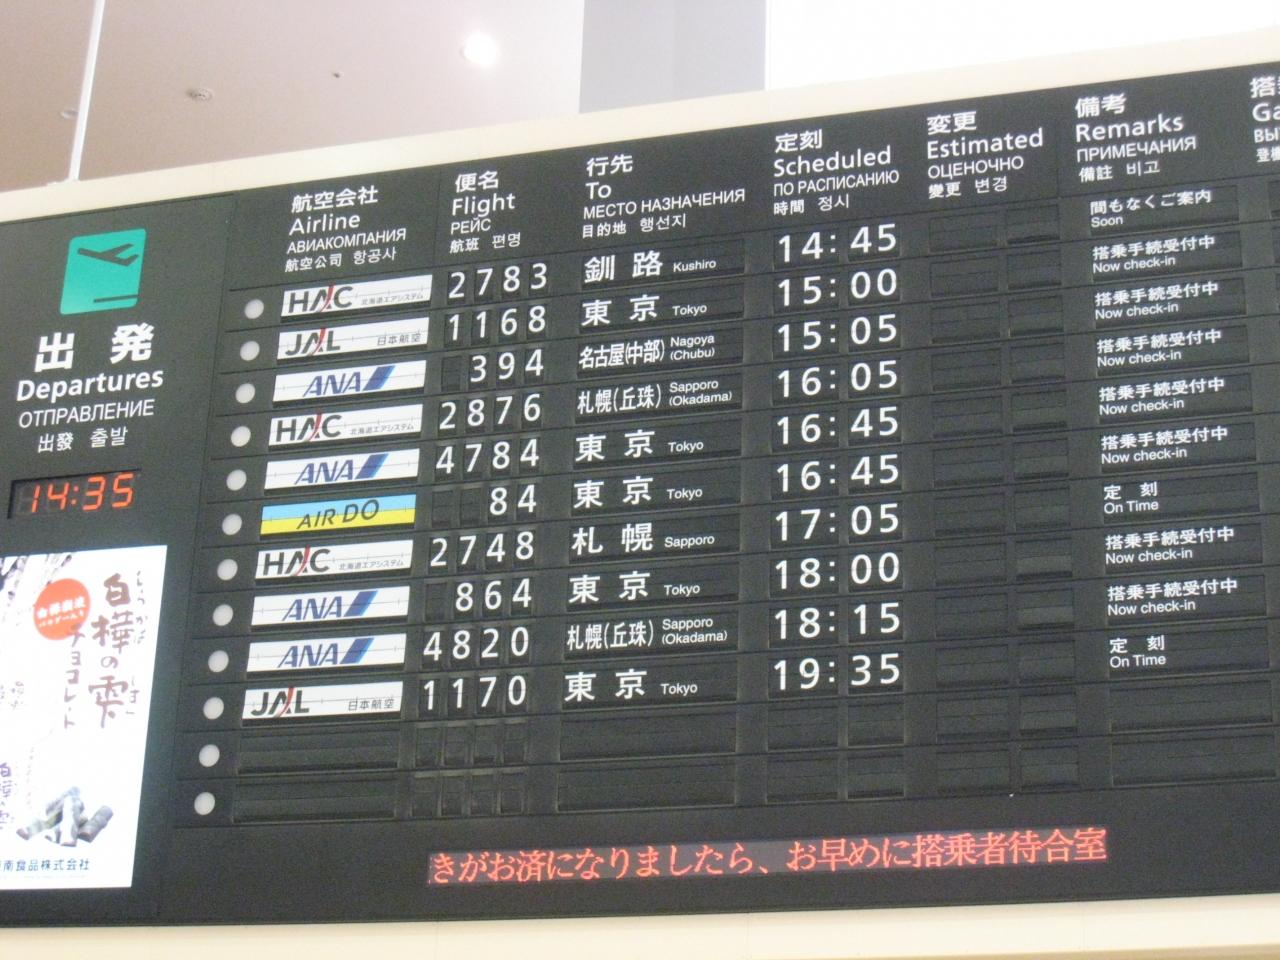 出 発
Departures
ОТПРАВЛЕНИЕ
出發 출발
14:35
航空会社
Airline
АВИАКОМПАНИЯ
航空公司 항공사
便名
Flight
РЕЙС
航班 편명
行先
To
МЕСТО НАЗНАЧЕНИЯ
目的地 행선지
定刻
Scheduled
ПО РАСПИСАНИЮ
時間 정시
変更
Estimated
ОЦЕНОЧНО
變更 변경
備考
Remarks
ПРИМЕЧАНИЯ
備註 비고
HAC 北海道エアシステム 2783 釧路 Kushiro 14:45 間もなくご案内 Soon
JAL 日本航空 1168 東京 Tokyo 15:00 搭乗手続受付中 Now check-in
ANA 394 名古屋(中部) Nagoya (Chubu) 15:05 搭乗手続受付中 Now check-in
HAC 北海道エアシステム 2876 札幌(丘珠) Sapporo (Okadama) 16:05 搭乗手続受付中 Now check-in
ANA 4784 東京 Tokyo 16:45 搭乗手続受付中 Now check-in
AIR DO 84 東京 Tokyo 16:45 搭乗手続受付中 Now check-in
HAC 北海道エアシステム 2748 札幌 Sapporo 17:05 定刻 On Time
ANA 864 東京 Tokyo 18:00 搭乗手続受付中 Now check-in
ANA 4820 札幌(丘珠) Sapporo (Okadama) 18:15 搭乗手続受付中 Now check-in
JAL 日本航空 1170 東京 Tokyo 19:35 定刻 On Time
きがお済になりましたら、お早めに搭乗者待合室
白樺の雫
チョコレート
南食品株式会社